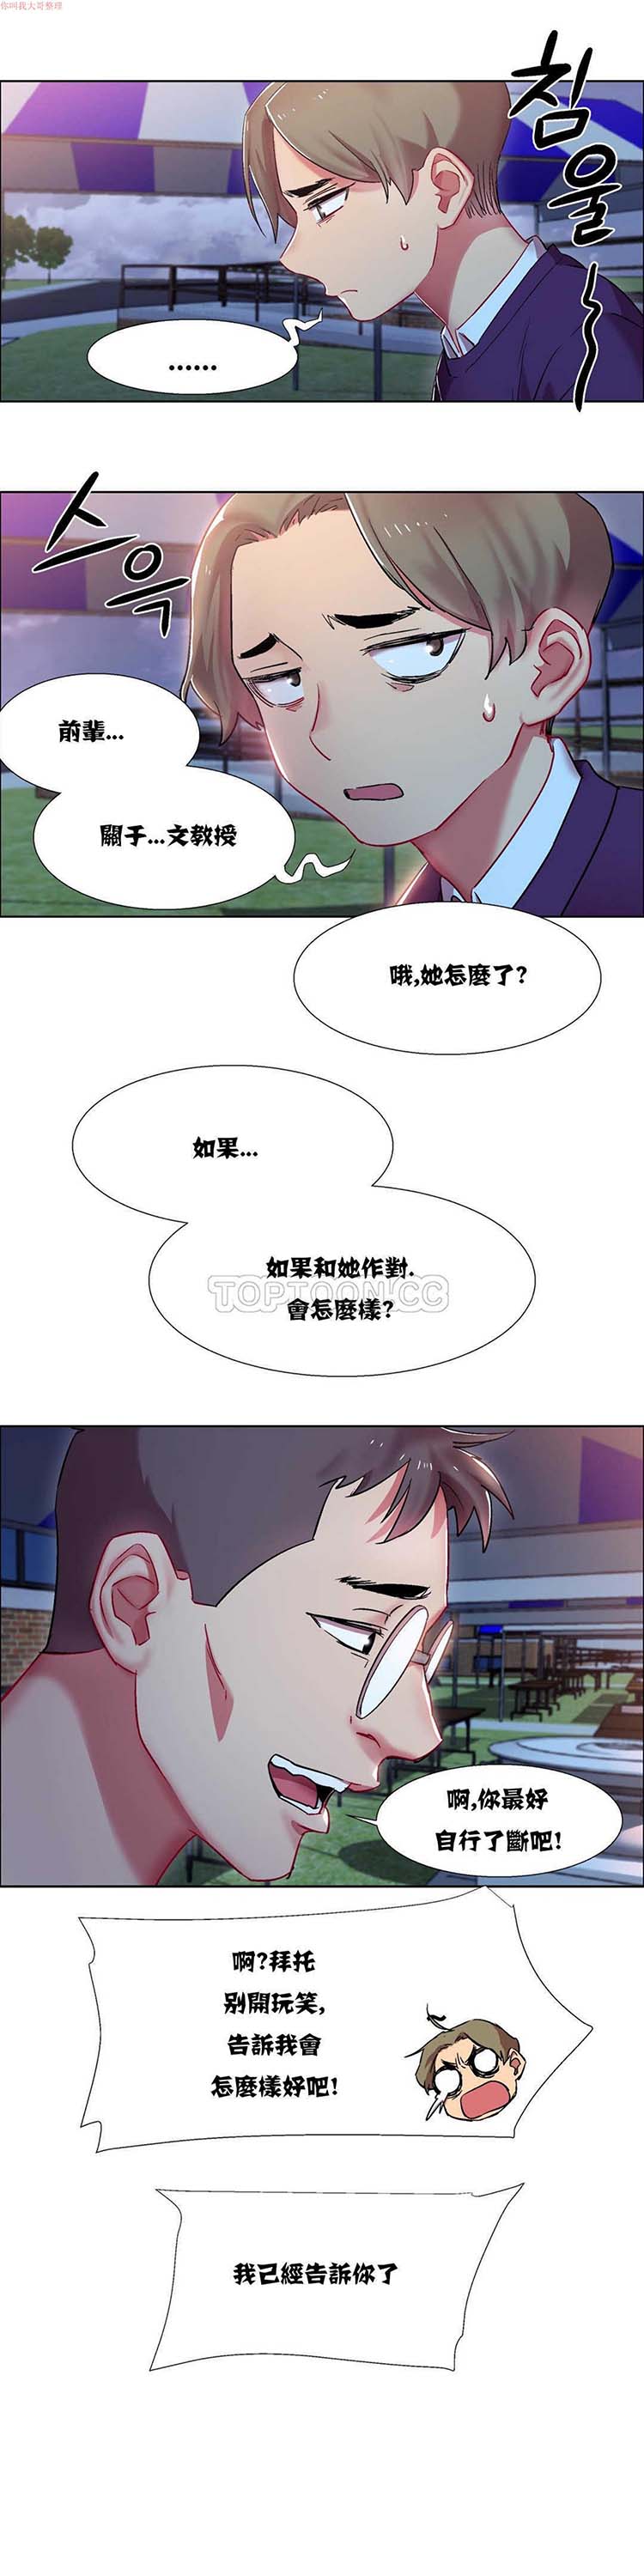 你叫我大哥整理
침울
......
스윽
前輩...
關于...文教授
哦,她怎麼了?
如果...
如果和她作對.
會怎麼樣?
TOPTOON.CC
啊,你最好
自行了斷吧!
啊?拜托
别開玩笑,
告訴我會
怎麼樣好吧!
我已經告訴你了